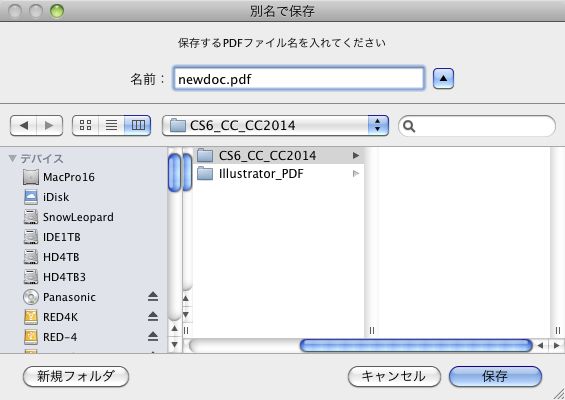 別名で保存
保存するPDFファイル名を入れてください
名前：
newdoc.pdf
CS6_CC_CC2014
デバイス
MacPro16
iDisk
SnowLeopard
IDE1TB
HD4TB
HD4TB3
Panasonic
RED4K
RED-4
CS6_CC_CC2014
Illustrator_PDF
新規フォルダ
キャンセル
保存